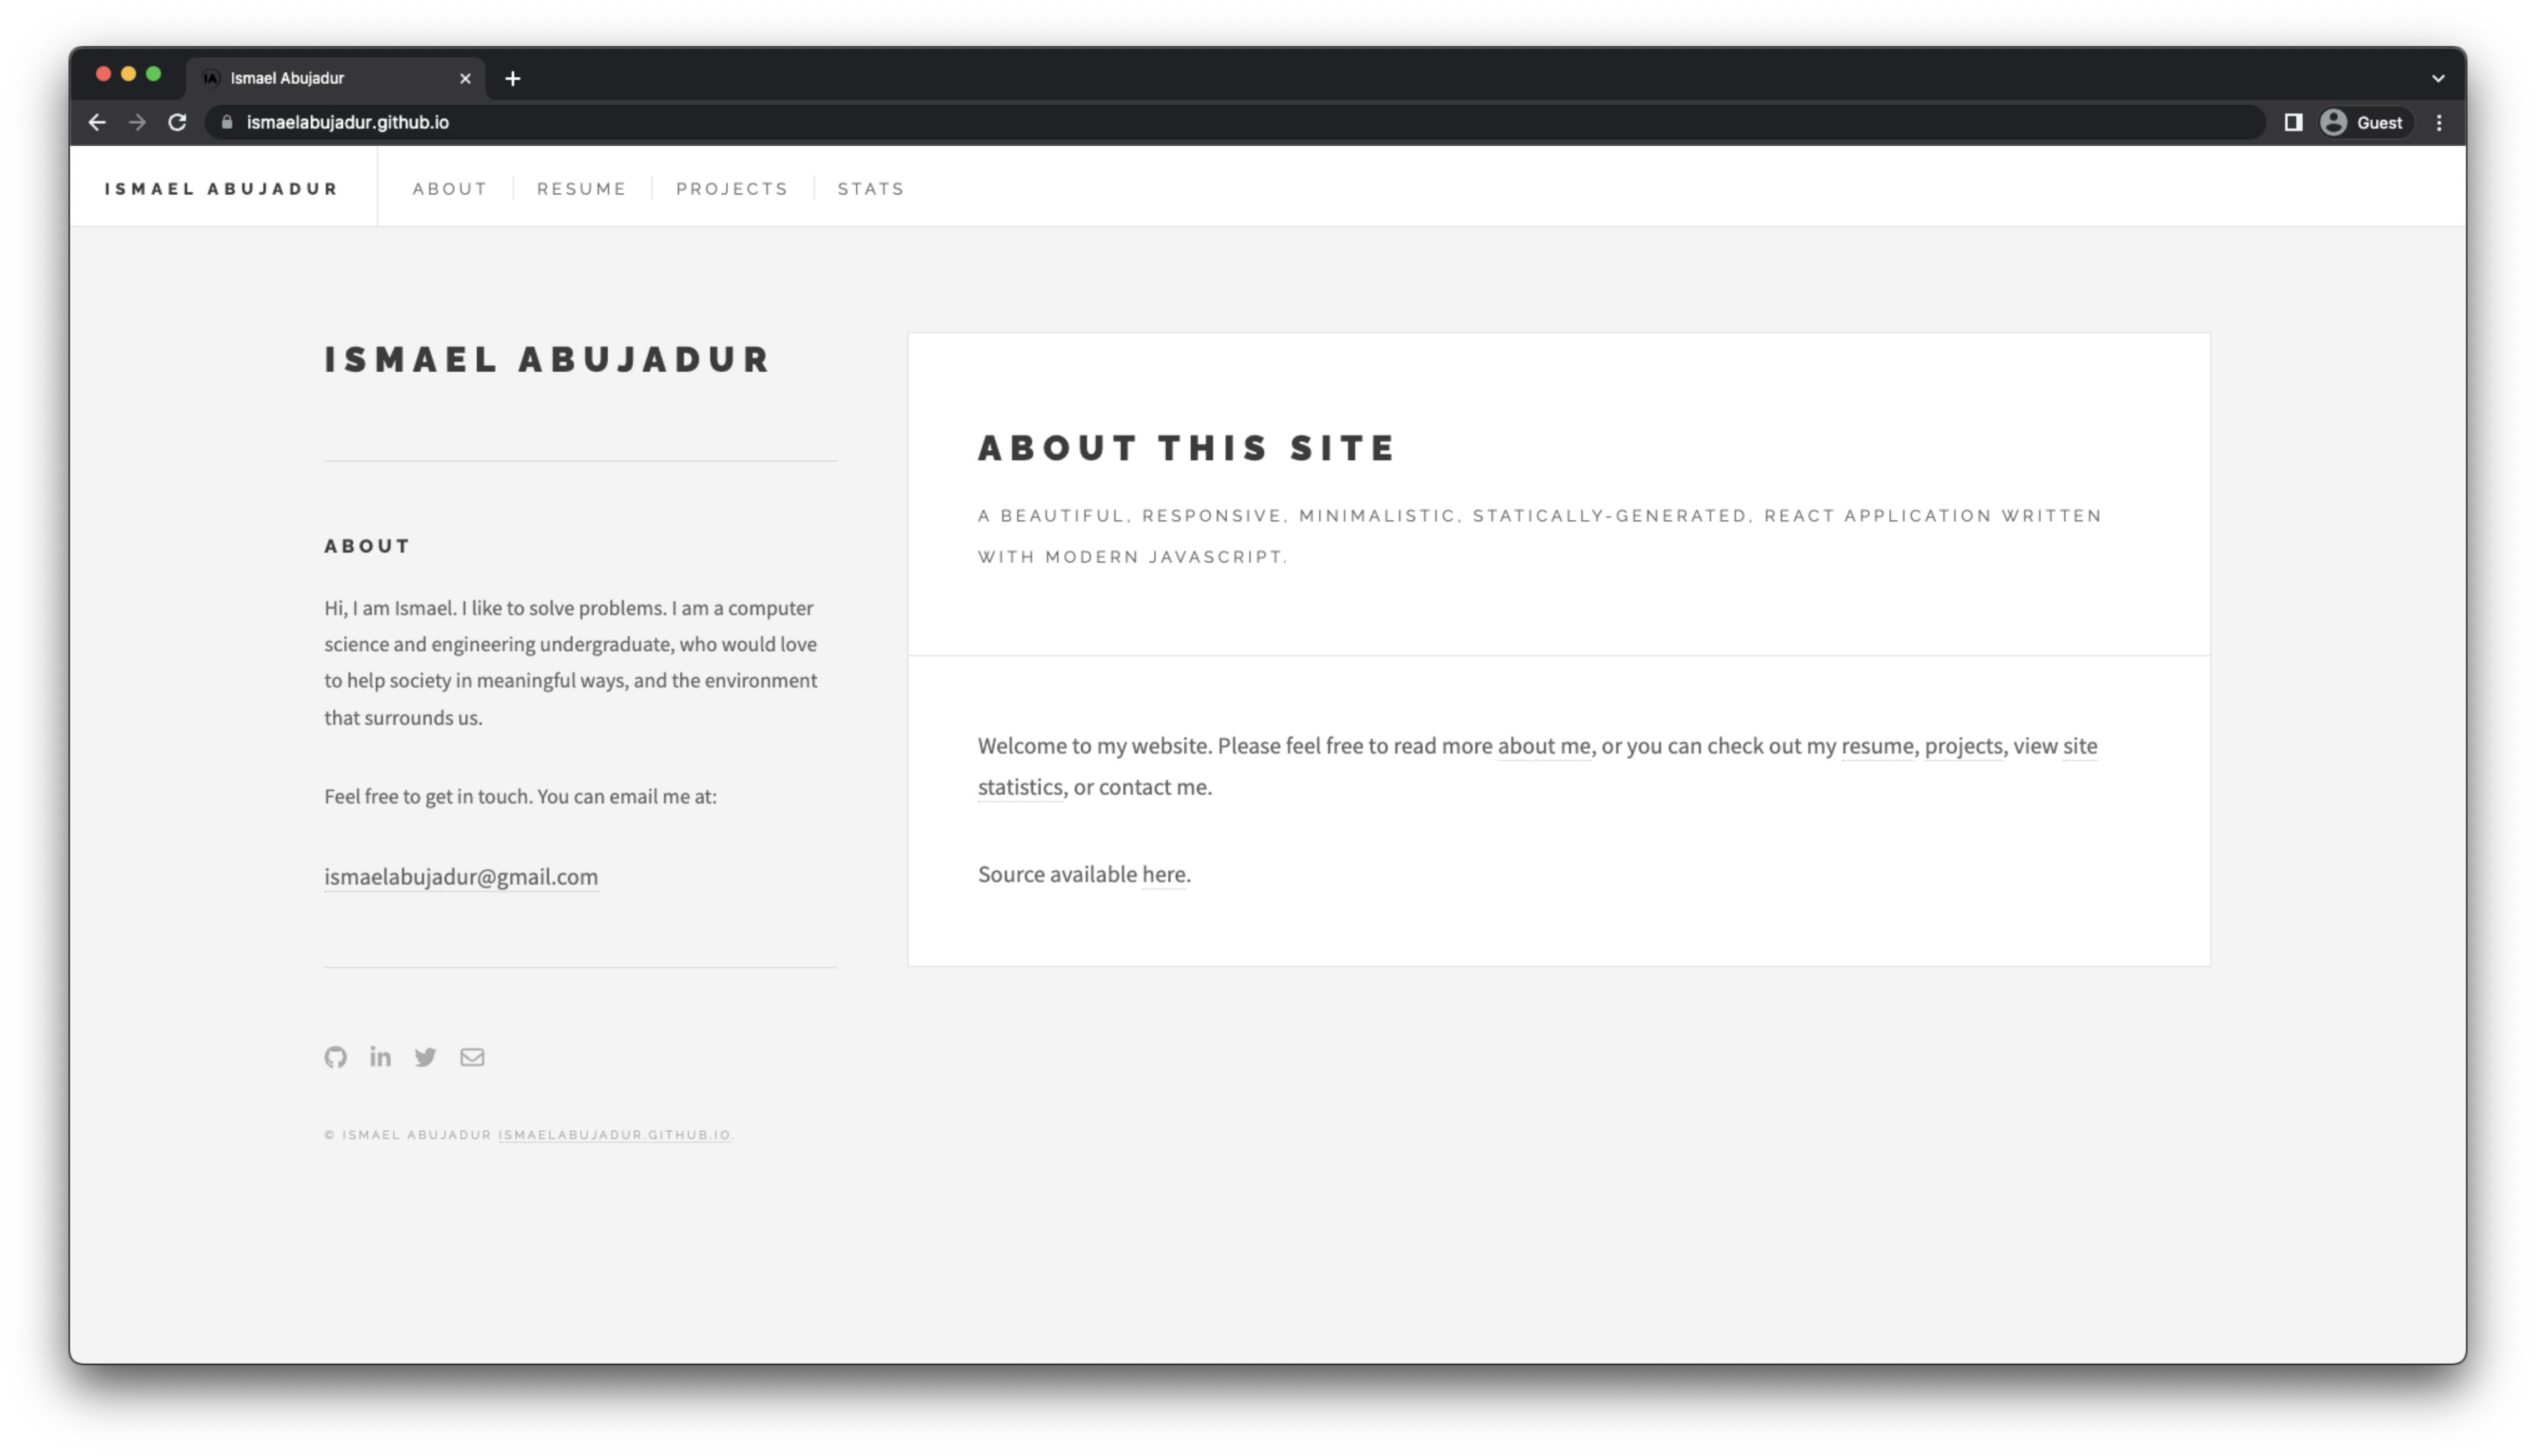 IA Ismael Abujadur
ismaelabujadur.github.io
Guest
ISMAEL ABUJADUR
ABOUT
RESUME
PROJECTS
STATS
ISMAEL ABUJADUR
ABOUT
Hi, I am Ismael. I like to solve problems. I am a computer
science and engineering undergraduate, who would love
to help society in meaningful ways, and the environment
that surrounds us.
Feel free to get in touch. You can email me at:
ismaelabujadur@gmail.com
© ISMAEL ABUJADUR ISMAELABUJADUR.GITHUB.IO.
ABOUT THIS SITE
A BEAUTIFUL, RESPONSIVE, MINIMALISTIC, STATICALLY-GENERATED, REACT APPLICATION WRITTEN
WITH MODERN JAVASCRIPT.
Welcome to my website. Please feel free to read more about me, or you can check out my resume, projects, view site
statistics, or contact me.
Source available here.